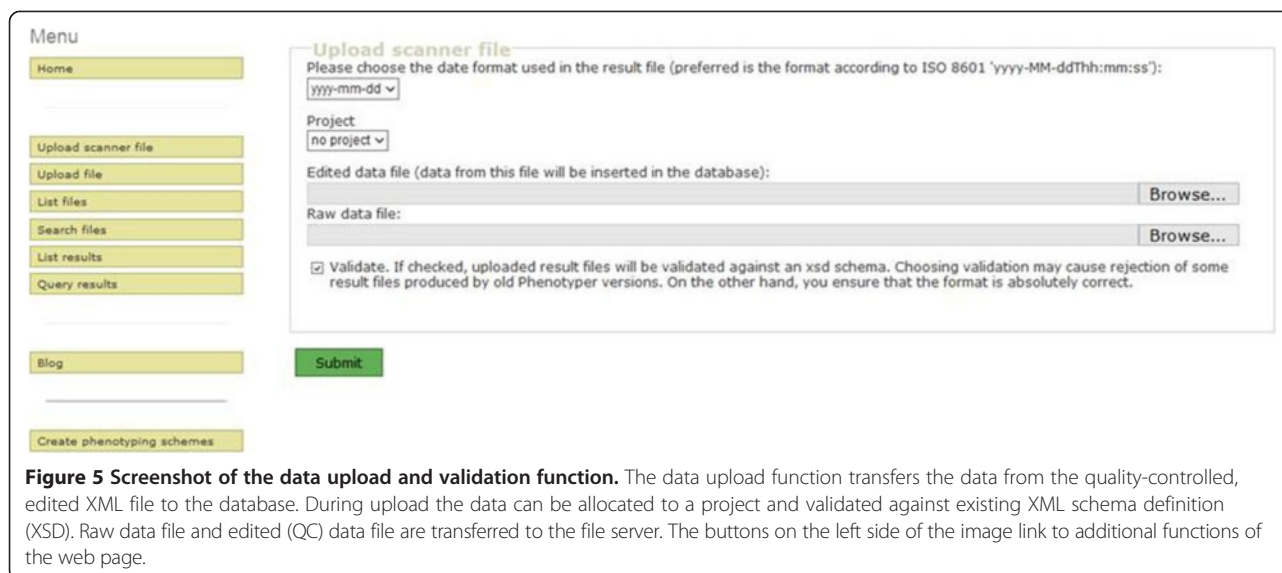 Menu
Home
Upload scanner file
Upload file
List files
Search files
List results
Query results
Blog
Create phenotyping schemes
Upload scanner file
Please choose the date format used in the result file (preferred is the format according to ISO 8601 'yyyy-MM-ddThh:mm:ss'):
yyyy-mm-dd
Project
no project
Edited data file (data from this file will be inserted in the database):
Browse...
Raw data file:
Browse...
Validate. If checked, uploaded result files will be validated against an xsd schema. Choosing validation may cause rejection of some
result files produced by old Phenotyper versions. On the other hand, you ensure that the format is absolutely correct.
Submit
Figure 5 Screenshot of the data upload and validation function. The data upload function transfers the data from the quality-controlled,
edited XML file to the database. During upload the data can be allocated to a project and validated against existing XML schema definition
(XSD). Raw data file and edited (QC) data file are transferred to the file server. The buttons on the left side of the image link to additional functions of
the web page.